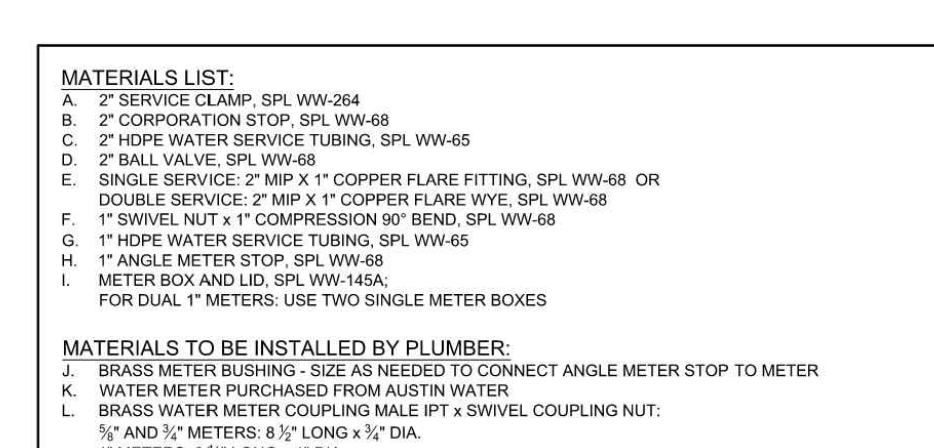 MATERIALS LIST:
A. 2" SERVICE CLAMP, SPL WW-264
B. 2" CORPORATION STOP, SPL WW-68
C. 2" HDPE WATER SERVICE TUBING, SPL WW-65
D. 2" BALL VALVE, SPL WW-68
E. SINGLE SERVICE: 2" MIP X 1" COPPER FLARE FITTING, SPL WW-68 OR
DOUBLE SERVICE: 2" MIP X 1" COPPER FLARE WYE, SPL WW-68
F. 1" SWIVEL NUT x 1" COMPRESSION 90° BEND, SPL WW-68
G. 1" HDPE WATER SERVICE TUBING, SPL WW-65
H. 1" ANGLE METER STOP, SPL WW-68
I. METER BOX AND LID, SPL WW-145A;
FOR DUAL 1" METERS: USE TWO SINGLE METER BOXES
MATERIALS TO BE INSTALLED BY PLUMBER:
J. BRASS METER BUSHING - SIZE AS NEEDED TO CONNECT ANGLE METER STOP TO METER
K. WATER METER PURCHASED FROM AUSTIN WATER
L. BRASS WATER METER COUPLING MALE IPT x SWIVEL COUPLING NUT:
⅝" AND ¾" METERS: 8 ½" LONG x ¾" DIA.